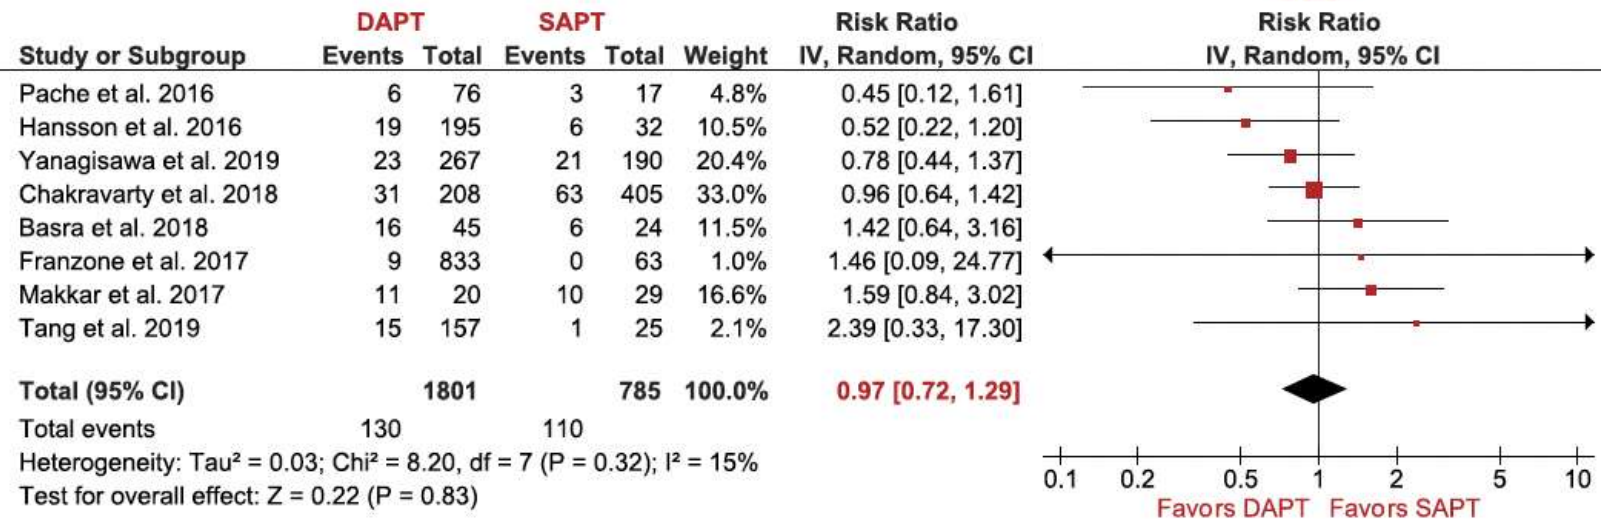 DAPT SAPT Risk Ratio Risk Ratio
Study or Subgroup Events Total Events Total Weight IV, Random, 95% CI IV, Random, 95% CI
Pache et al. 2016 6 76 3 17 4.8% 0.45 [0.12, 1.61]
Hansson et al. 2016 19 195 6 32 10.5% 0.52 [0.22, 1.20]
Yanagisawa et al. 2019 23 267 21 190 20.4% 0.78 [0.44, 1.37]
Chakravarty et al. 2018 31 208 63 405 33.0% 0.96 [0.64, 1.42]
Basra et al. 2018 16 45 6 24 11.5% 1.42 [0.64, 3.16]
Franzone et al. 2017 9 833 0 63 1.0% 1.46 [0.09, 24.77]
Makkar et al. 2017 11 20 10 29 16.6% 1.59 [0.84, 3.02]
Tang et al. 2019 15 157 1 25 2.1% 2.39 [0.33, 17.30]
Total (95% CI) 1801 785 100.0% 0.97 [0.72, 1.29]
Total events 130 110
Heterogeneity: Tau² = 0.03; Chi² = 8.20, df = 7 (P = 0.32); I² = 15%
Test for overall effect: Z = 0.22 (P = 0.83)
0.1 0.2 0.5 1 2 5 10
Favors DAPT Favors SAPT